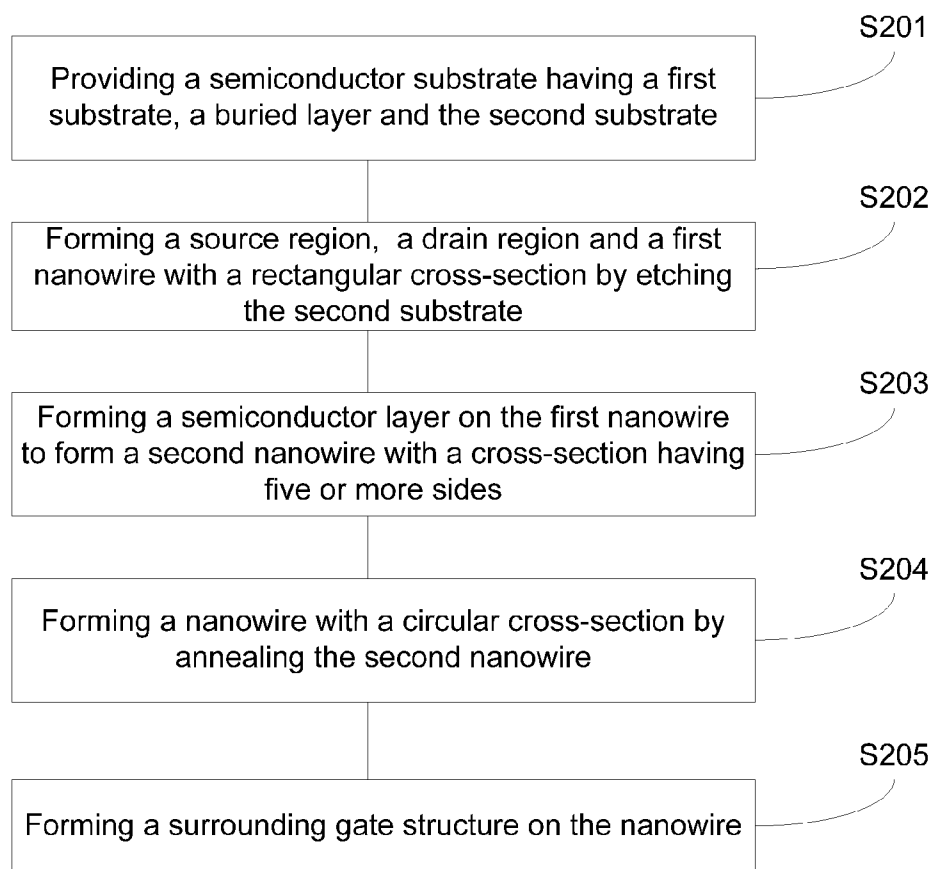 S201
Providing a semiconductor substrate having a first
substrate, a buried layer and the second substrate
S202
Forming a source region, a drain region and a first
nanowire with a rectangular cross-section by etching
the second substrate
S203
Forming a semiconductor layer on the first nanowire
to form a second nanowire with a cross-section having
five or more sides
S204
Forming a nanowire with a circular cross-section by
annealing the second nanowire
S205
Forming a surrounding gate structure on the nanowire